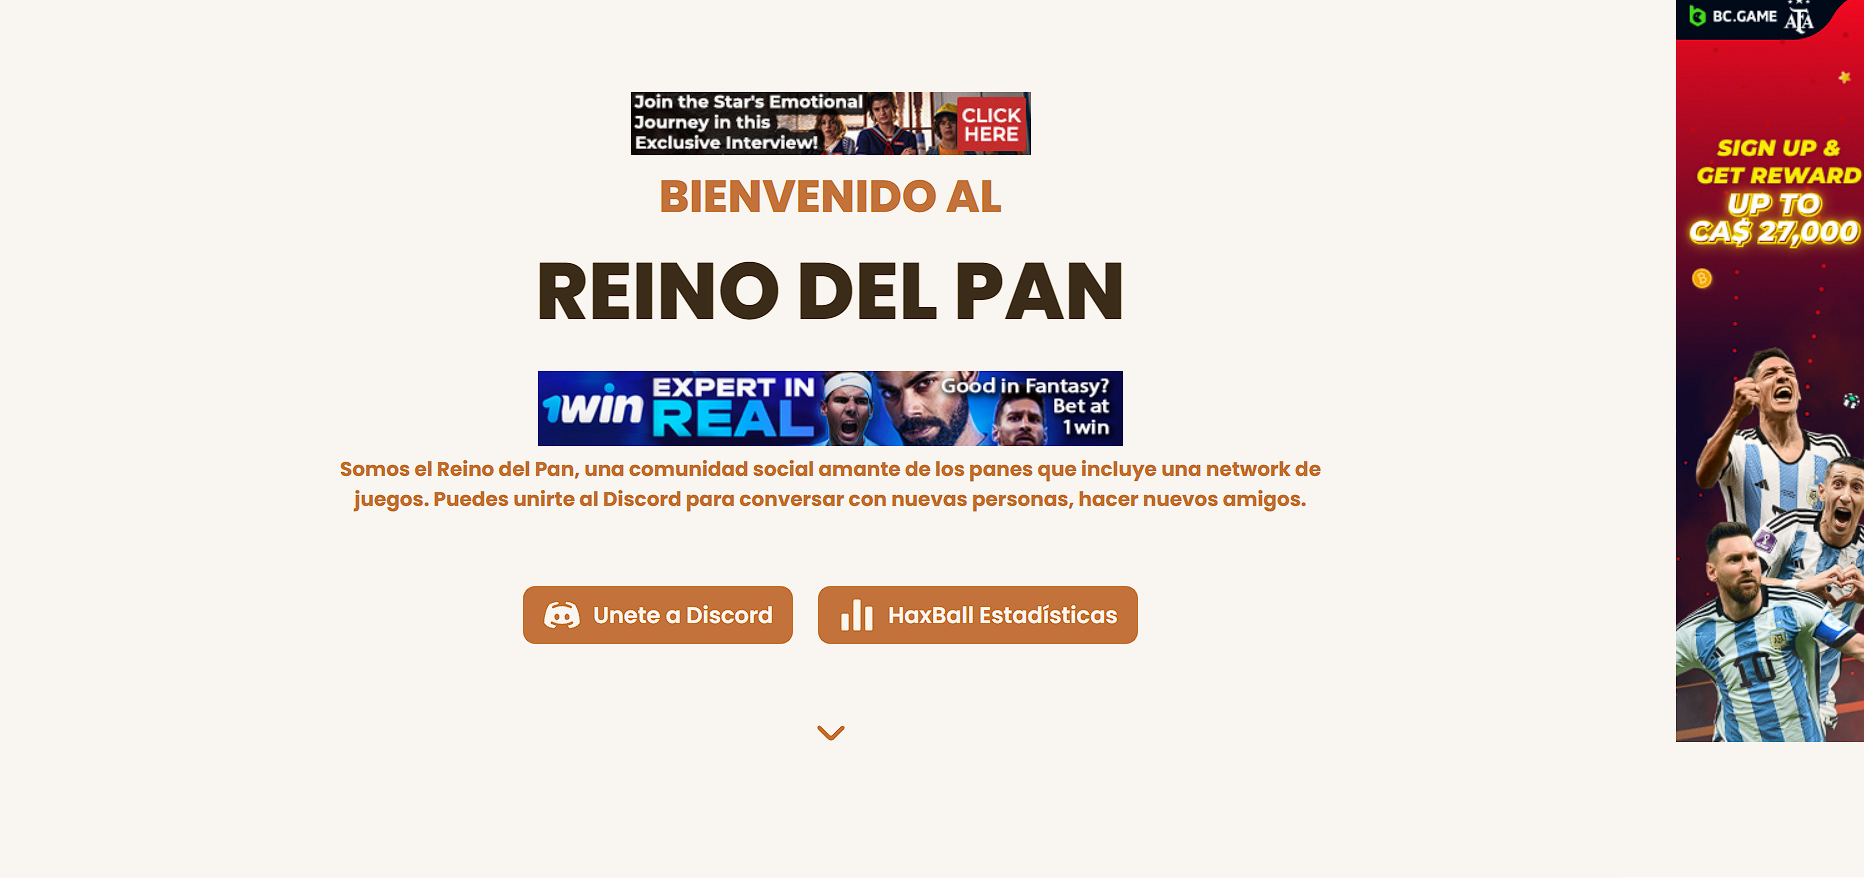 BC.GAME AFA
Join the Star's Emotional
Journey in this
Exclusive Interview!
CLICK
HERE
BIENVENIDO AL
REINO DEL PAN
SIGN UP &
GET REWARD
UP TO
CA$ 27,000
1win
EXPERT IN
REAL
Good in Fantasy?
Bet at
1win
Somos el Reino del Pan, una comunidad social amante de los panes que incluye una network de
juegos. Puedes unirte al Discord para conversar con nuevas personas, hacer nuevos amigos.
Unete a Discord
HaxBall Estadísticas
10